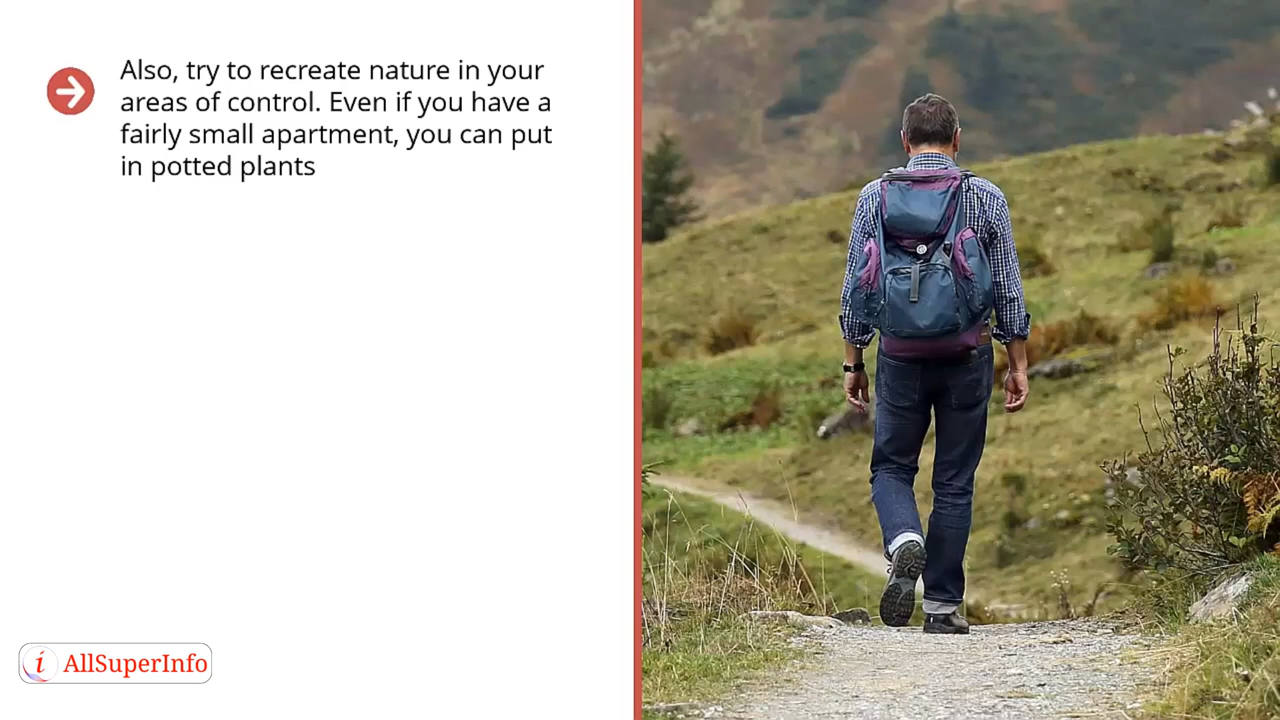 Also, try to recreate nature in your
areas of control. Even if you have a
fairly small apartment, you can put
in potted plants
i AllSuperInfo